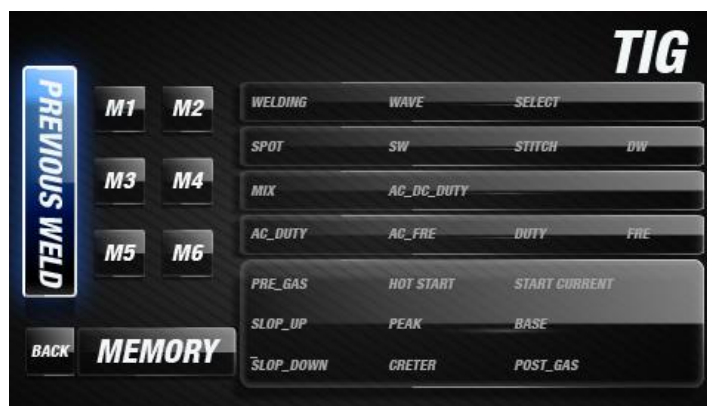 TIG
PREVIOUS WELD
M1 M2
M3 M4
M5 M6
BACK MEMORY
WELDING WAVE SELECT
SPOT SW STITCH DW
MIX AC_DC_DUTY
AC_DUTY AC_FRE DUTY FRE
PRE_GAS HOT START START CURRENT
SLOP_UP PEAK BASE
SLOP_DOWN CRETER POST_GAS